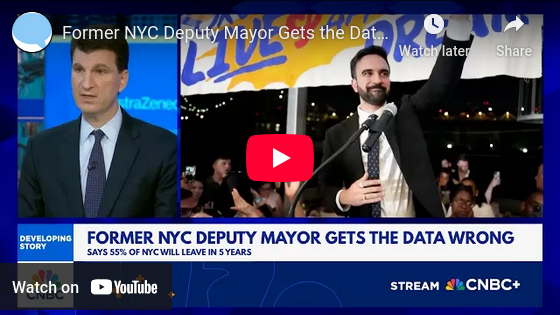 Former NYC Deputy Mayor Gets the Dat...
Watch later
Share
DEVELOPING
STORY
FORMER NYC DEPUTY MAYOR GETS THE DATA WRONG
SAYS 55% OF NYC WILL LEAVE IN 5 YEARS
Watch on YouTube
CNBC
STREAM CNBC+